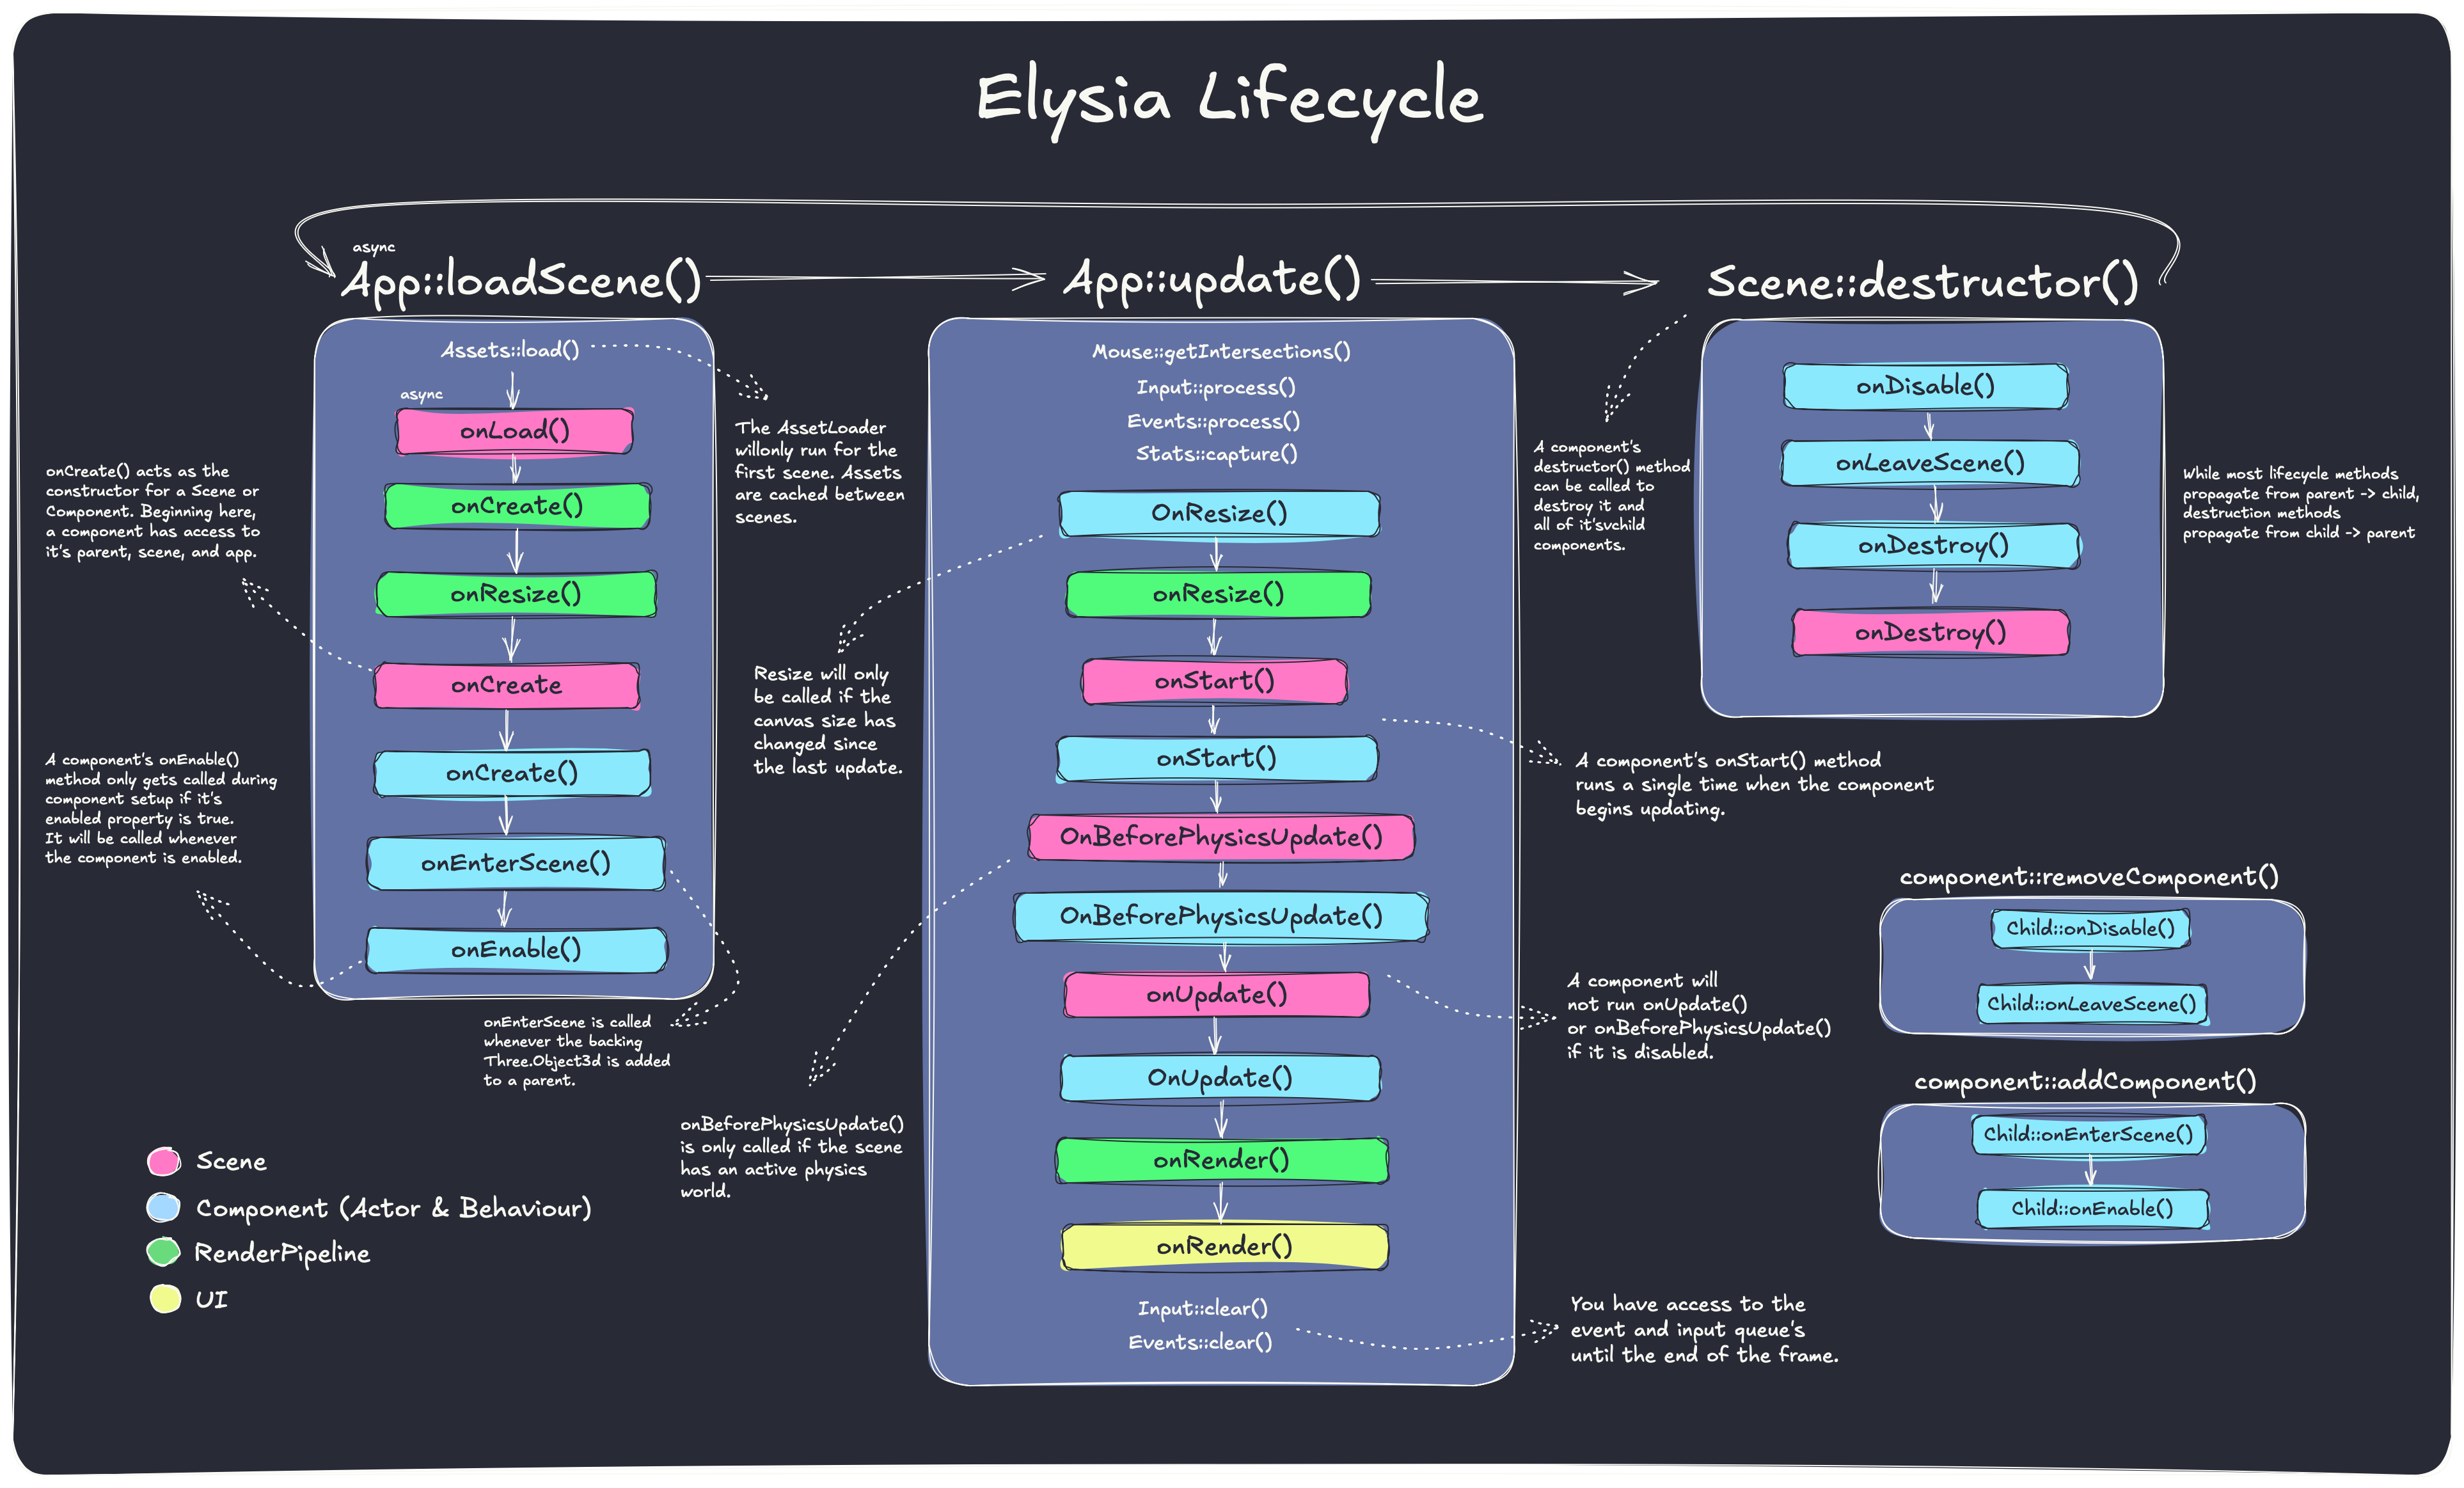 Elysia Lifecycle
async
App::loadScene()
Assets::load()
async
onLoad()
onCreate()
onResize()
onCreate
onCreate()
onEnterScene()
onEnable()
onCreate() acts as the
constructor for a Scene or
Component. Beginning here,
a component has access to
it's parent, scene, and app.
A component's onEnable()
method only gets called during
component setup if it's
enabled property is true.
It will be called whenever
the component is enabled.
The AssetLoader
willonly run for the
first scene. Assets
are cached between
scenes.
onEnterScene is called
whenever the backing
Three.Object3d is added
to a parent.
Scene
Component (Actor & Behaviour)
RenderPipeline
UI
App::update()
Mouse::getIntersections()
Input::process()
Events::process()
Stats::capture()
OnResize()
onResize()
onStart()
onStart()
OnBeforePhysicsUpdate()
OnBeforePhysicsUpdate()
onUpdate()
OnUpdate()
onRender()
onRender()
Input::clear()
Events::clear()
Resize will only
be called if the
canvas size has
changed since
the last update.
onBeforePhysicsUpdate()
is only called if the scene
has an active physics
world.
A component's onStart() method
runs a single time when the component
begins updating.
A component will
not run onUpdate()
or onBeforePhysicsUpdate()
if it is disabled.
You have access to the
event and input queue's
until the end of the frame.
Scene::destructor()
onDisable()
onLeaveScene()
onDestroy()
onDestroy()
A component's
destructor() method
can be called to
destroy it and
all of it'svchild
components.
While most lifecycle methods
propagate from parent -> child,
destruction methods
propagate from child -> parent
component::removeComponent()
Child::onDisable()
Child::onLeaveScene()
component::addComponent()
Child::onEnterScene()
Child::onEnable()